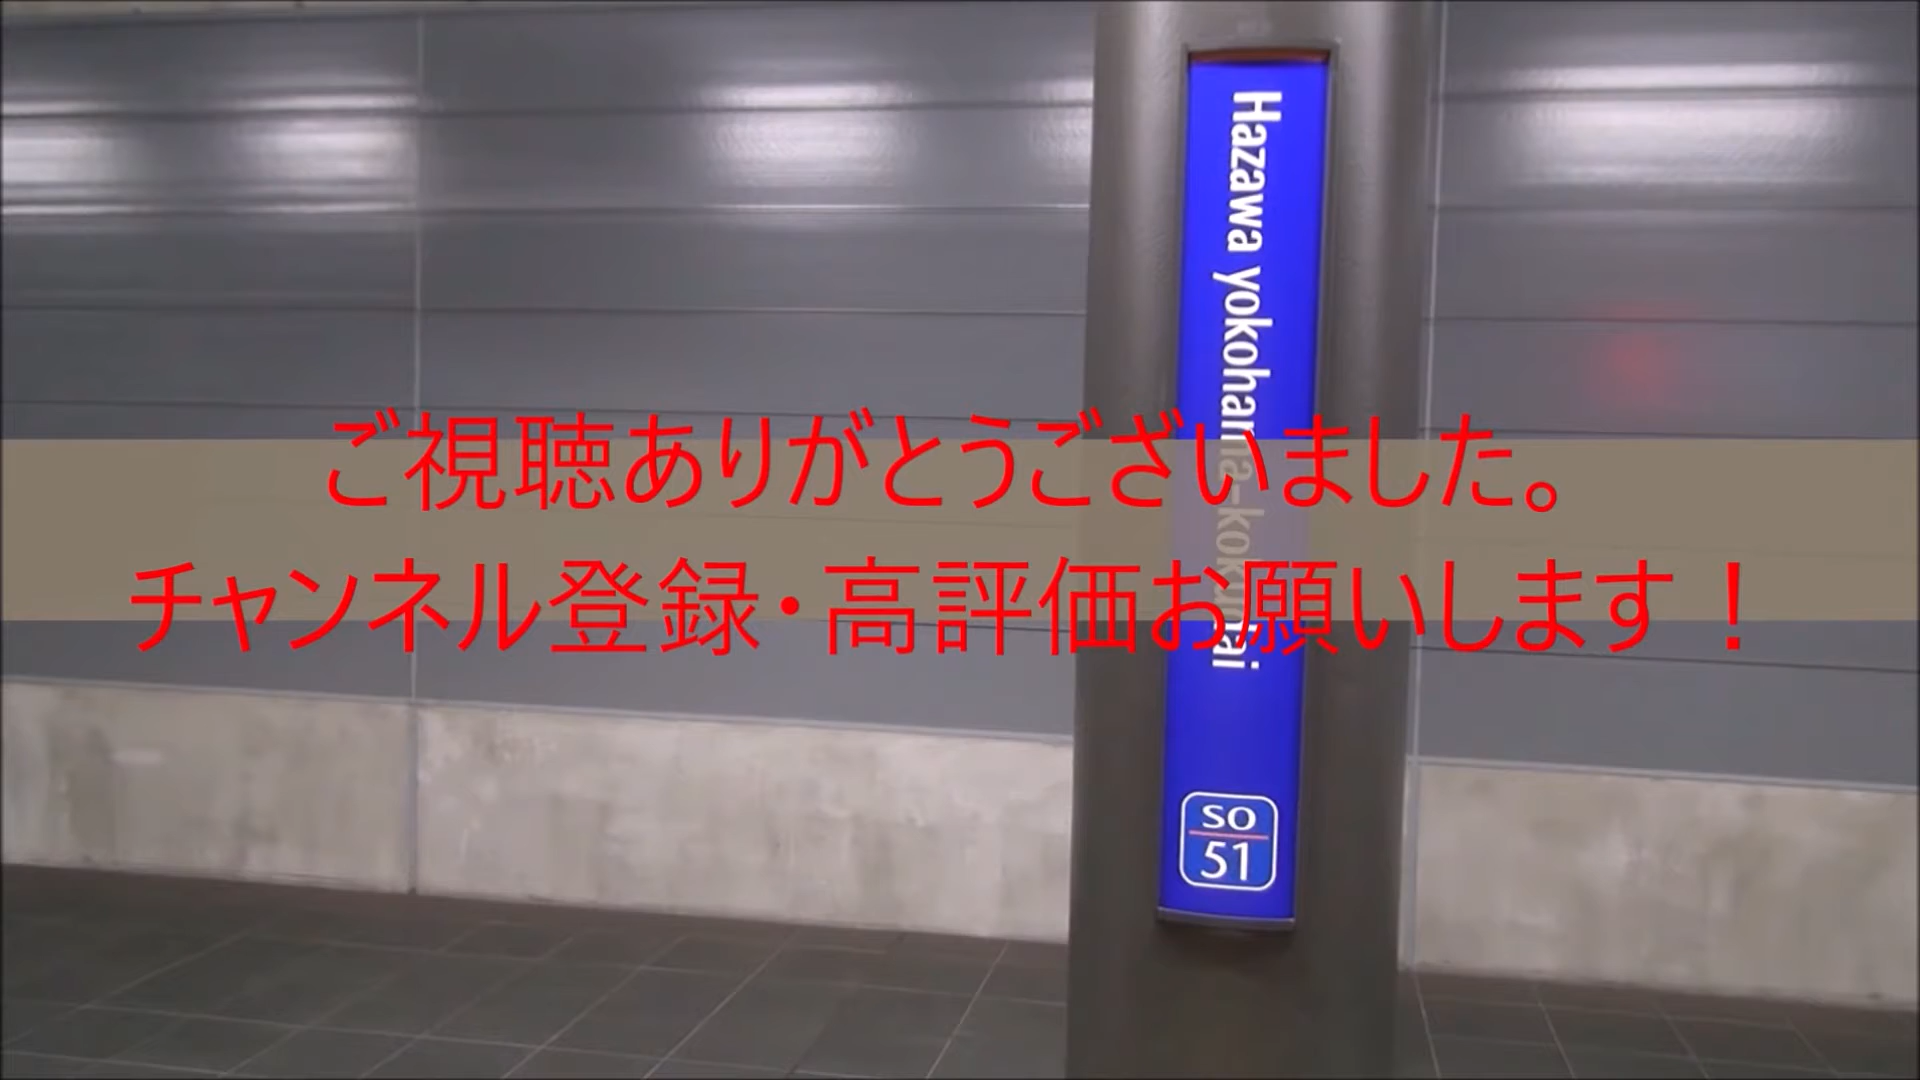 Hazawa yokohama-kokudai
ご視聴ありがとうございました。
チャンネル登録・高評価お願いします！
SO
51